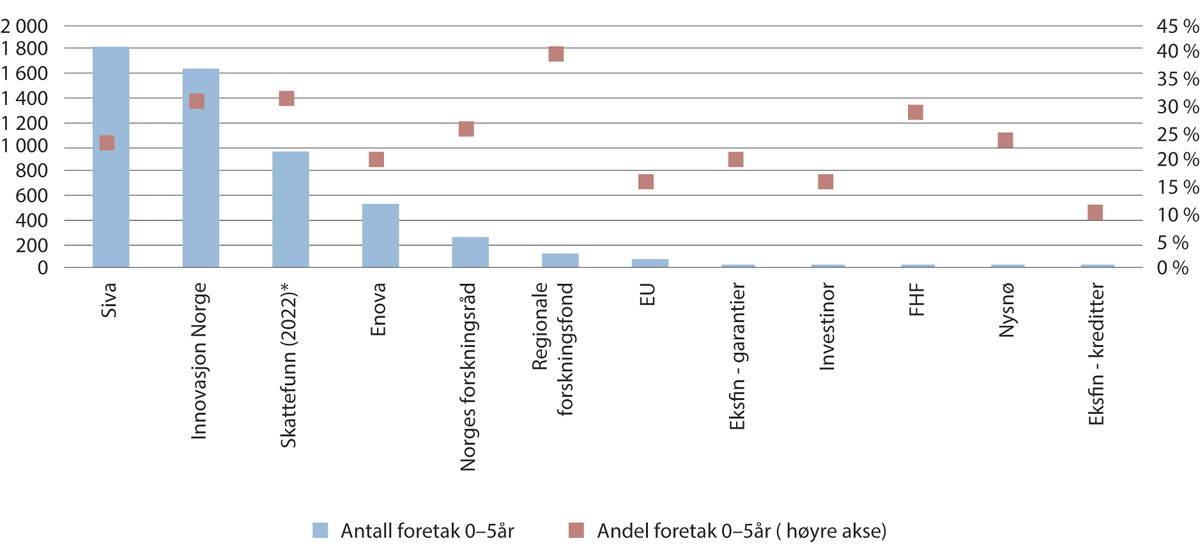 2 000
1 800
1 600
1 400
1 200
1 000
800
600
400
200
0
45 %
40 %
35 %
30 %
25 %
20 %
15 %
10 %
5 %
0 %
Siva
Innovasjon Norge
Skattefunn (2022)*
Enova
Norges forskningsråd
Regionale
forskningsfond
EU
Eksfin - garantier
Investinor
FHF
Nysnø
Eksfin - kreditter
Antall foretak 0–5år
Andel foretak 0–5år ( høyre akse)